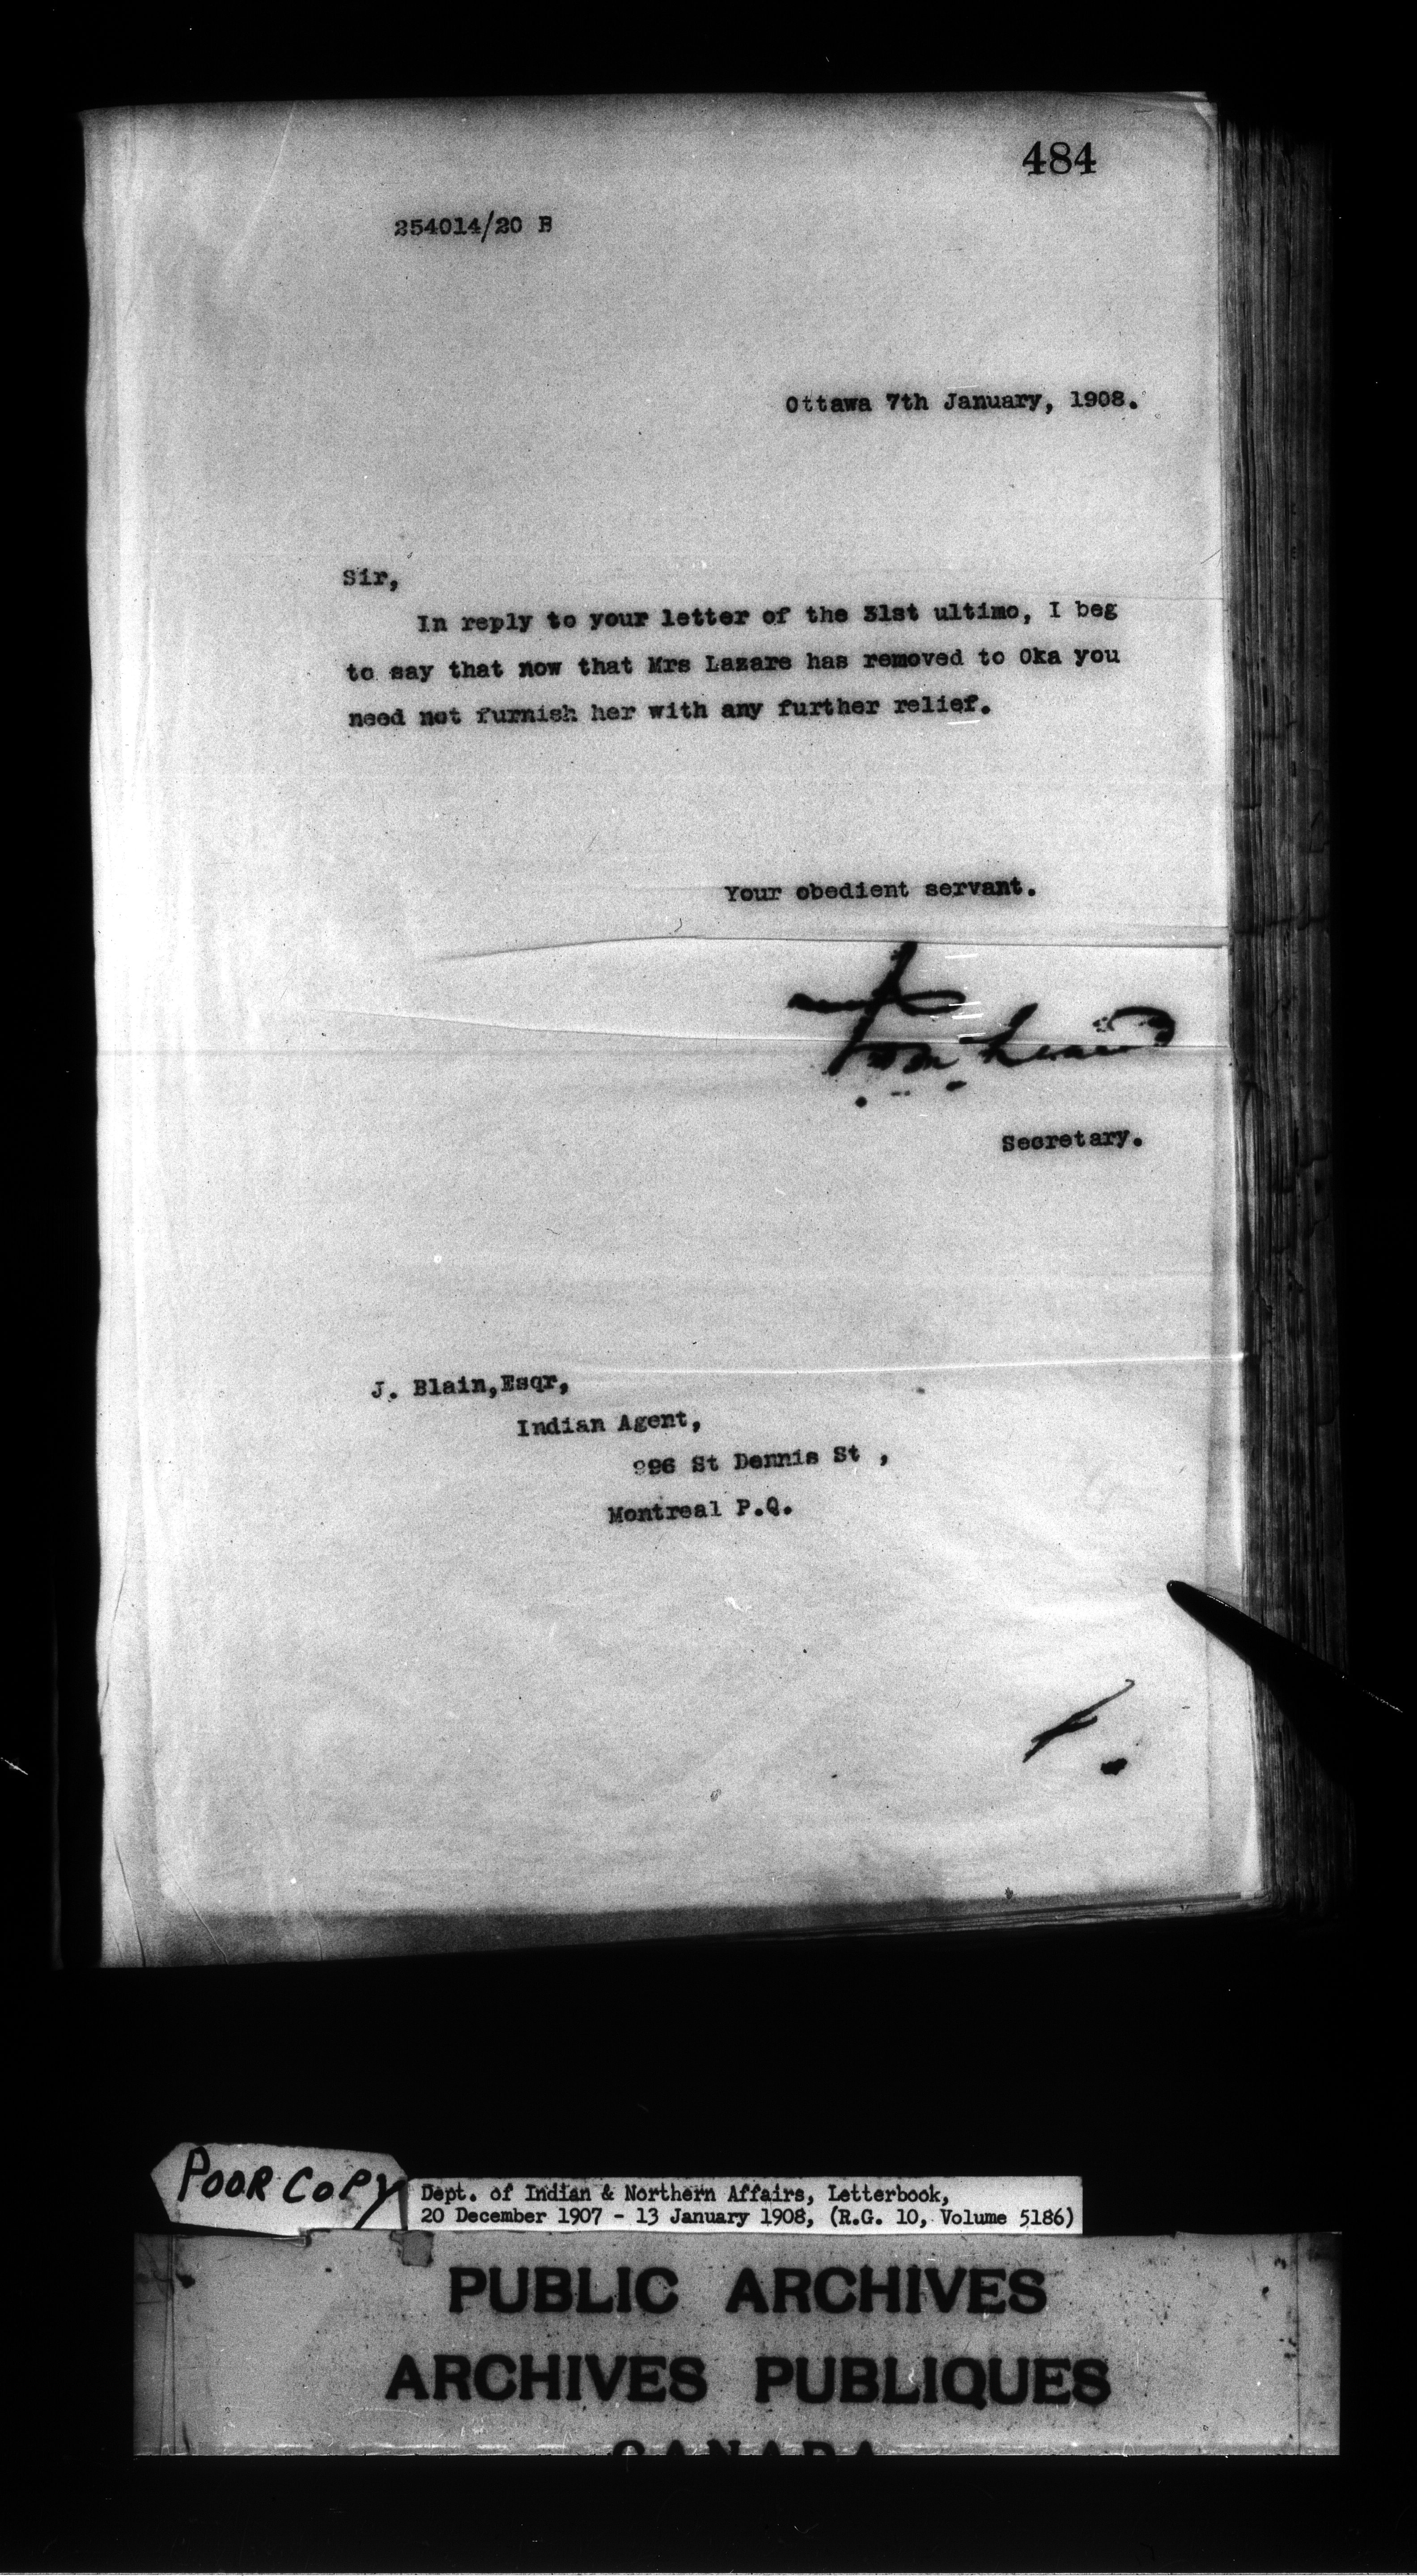 484
254014/20 B
Ottawa 7th January, 1908.
Sir,
In reply to your letter of the 31st ultimo, I beg
to say that now that Mrs Lazare has removed to Oka you
need not furnish her with any further relief.
Your obedient servant.
Secretary.
J. Blain,Esqr,
Indian Agent,
996 St Dennis St ,
Montreal P.Q.
POOR COPY
Dept. of Indian & Northern Affairs, Letterbook,
20 December 1907 - 13 January 1908, (R.G. 10, Volume 5186)
PUBLIC ARCHIVES
ARCHIVES PUBLIQUES
CANADA